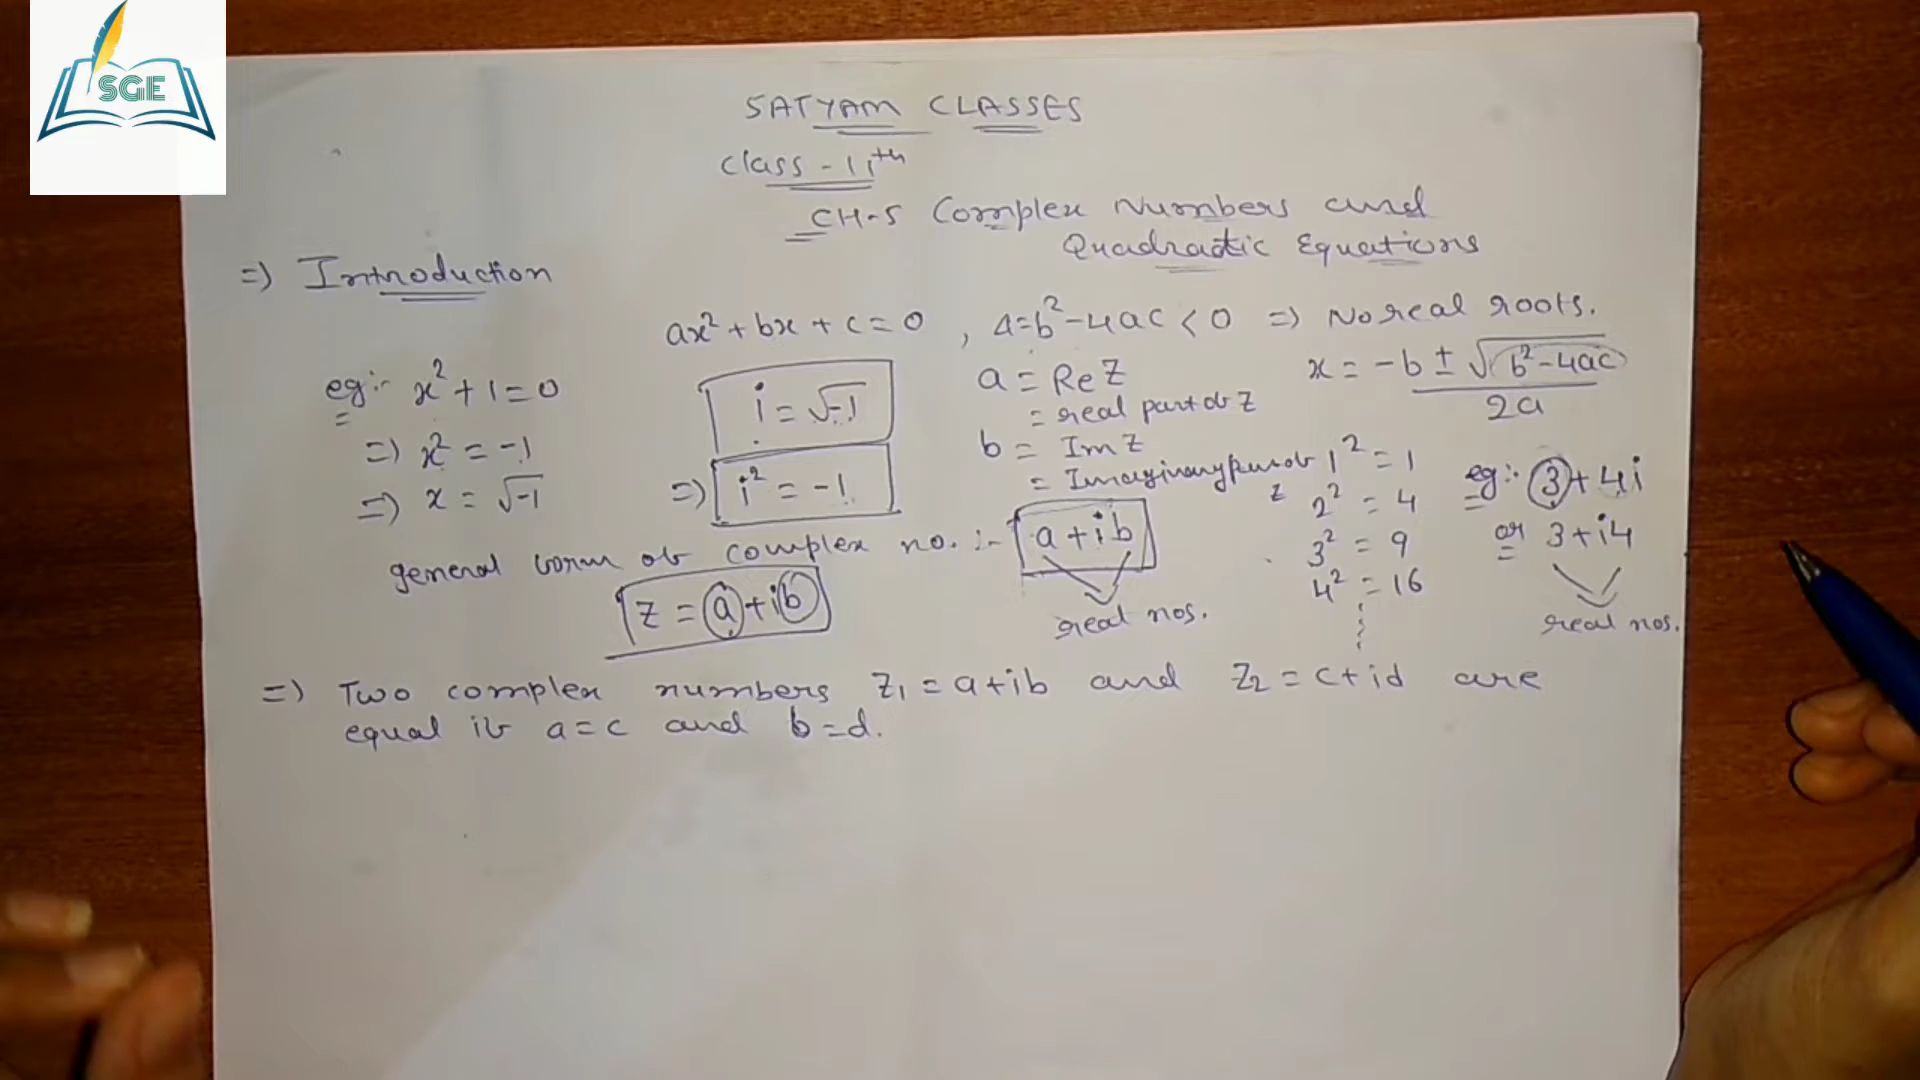 SGE
SATYAM CLASSES
Class - 11th
CH-5 Complex Numbers and
Quadratic Equations
=) Introduction
ax² + bx + c = 0 , Δ=b²-4ac < 0 => No real roots.
eg:- x² + 1 = 0
=) x² = -1
=) x = √-1
i = √-1
=) i² = -1
a = Re Z
= real part of Z
b = Im Z
= Imaginary part of
Z
x = -b ± √b²-4ac
2a
1² = 1
2² = 4
3² = 9
4² = 16
eg:- 3+4i
or 3+i4
real nos.
general form of complex no. :- a+ib
real nos.
z = a+ib
=) Two complex numbers Z₁ = a+ib and Z₂ = c+id are
equal if a=c and b=d.